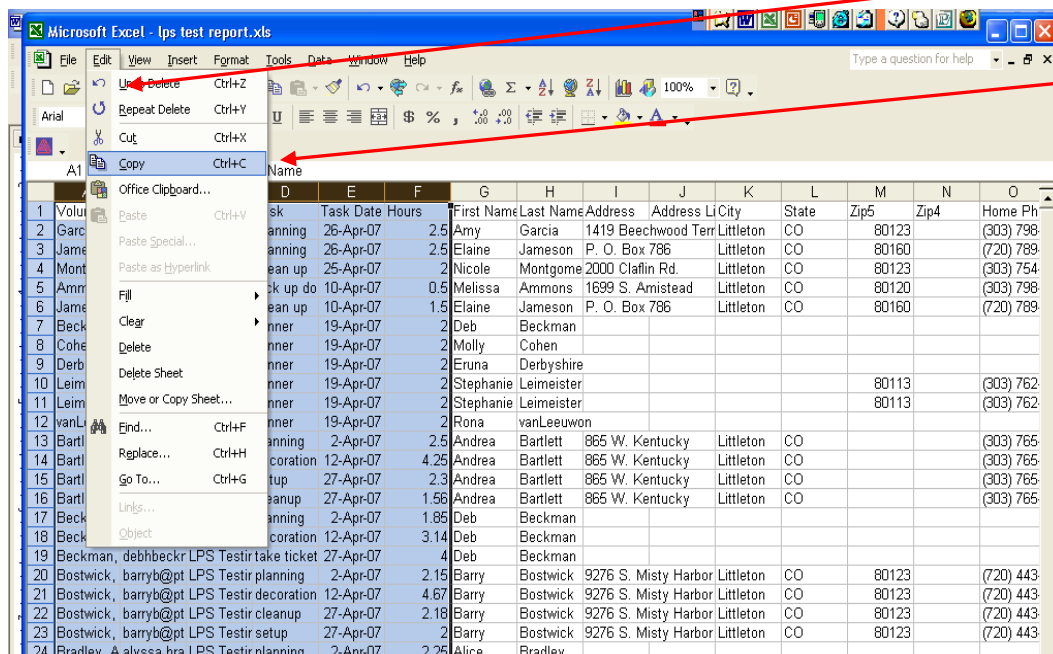 Microsoft Excel - lps test report.xls
File Edit View Insert Format Tools Data Window Help Type a question for help
Undo Delete Ctrl+Z
100%
Repeat Delete Ctrl+Y
Arial U $ % ,
Cut Ctrl+X
Copy Ctrl+C
A1 Name
Office Clipboard...
D E F G H I J K L M N O
Paste Ctrl+V
Paste Special...
Paste as Hyperlink
Fill
Clear
Delete
Delete Sheet
Move or Copy Sheet...
Find... Ctrl+F
Replace... Ctrl+H
Go To... Ctrl+G
Links...
Object
1 Volu sk Task Date Hours First Name Last Name Address Address Li City State Zip5 Zip4 Home Ph
2 Garc anning 26-Apr-07 2.5 Amy Garcia 1419 Beechwood Terr Littleton CO 80123 (303) 798-
3 Jame anning 26-Apr-07 2.5 Elaine Jameson P. O. Box 786 Littleton CO 80160 (720) 789-
4 Mont ean up 25-Apr-07 2 Nicole Montgome 2000 Claflin Rd. Littleton CO 80123 (303) 754-
5 Amm ck up do 10-Apr-07 0.5 Melissa Ammons 1699 S. Amistead Littleton CO 80120 (303) 798-
6 Jame ean up 10-Apr-07 1.5 Elaine Jameson P. O. Box 786 Littleton CO 80160 (720) 789-
7 Beck nner 19-Apr-07 2 Deb Beckman
8 Cohe nner 19-Apr-07 2 Molly Cohen
9 Derb nner 19-Apr-07 2 Eruna Derbyshire
10 Leim nner 19-Apr-07 2 Stephanie Leimeister 80113 (303) 762-
11 Leim nner 19-Apr-07 2 Stephanie Leimeister 80113 (303) 762-
12 vanL nner 19-Apr-07 2 Rona vanLeeuwon
13 Bartl anning 2-Apr-07 2.5 Andrea Bartlett 865 W. Kentucky Littleton CO (303) 765-
14 Bartl coration 12-Apr-07 4.25 Andrea Bartlett 865 W. Kentucky Littleton CO (303) 765-
15 Bartl tup 27-Apr-07 2.3 Andrea Bartlett 865 W. Kentucky Littleton CO (303) 765-
16 Bartl eanup 27-Apr-07 1.56 Andrea Bartlett 865 W. Kentucky Littleton CO (303) 765-
17 Beck anning 2-Apr-07 1.85 Deb Beckman
18 Beck coration 12-Apr-07 3.14 Deb Beckman
19 Beckman, debhbeckr LPS Testir take ticket 27-Apr-07 4 Deb Beckman
20 Bostwick, barryb@pt LPS Testir planning 2-Apr-07 2.15 Barry Bostwick 9276 S. Misty Harbor Littleton CO 80123 (720) 443-
21 Bostwick, barryb@pt LPS Testir decoration 12-Apr-07 4.67 Barry Bostwick 9276 S. Misty Harbor Littleton CO 80123 (720) 443-
22 Bostwick, barryb@pt LPS Testir cleanup 27-Apr-07 2.18 Barry Bostwick 9276 S. Misty Harbor Littleton CO 80123 (720) 443-
23 Bostwick, barryb@pt LPS Testir setup 27-Apr-07 2 Barry Bostwick 9276 S. Misty Harbor Littleton CO 80123 (720) 443-
24 Bradley, A alyssa.bra LPS Testir planning 2-Apr-07 2.25 Alice Bradley